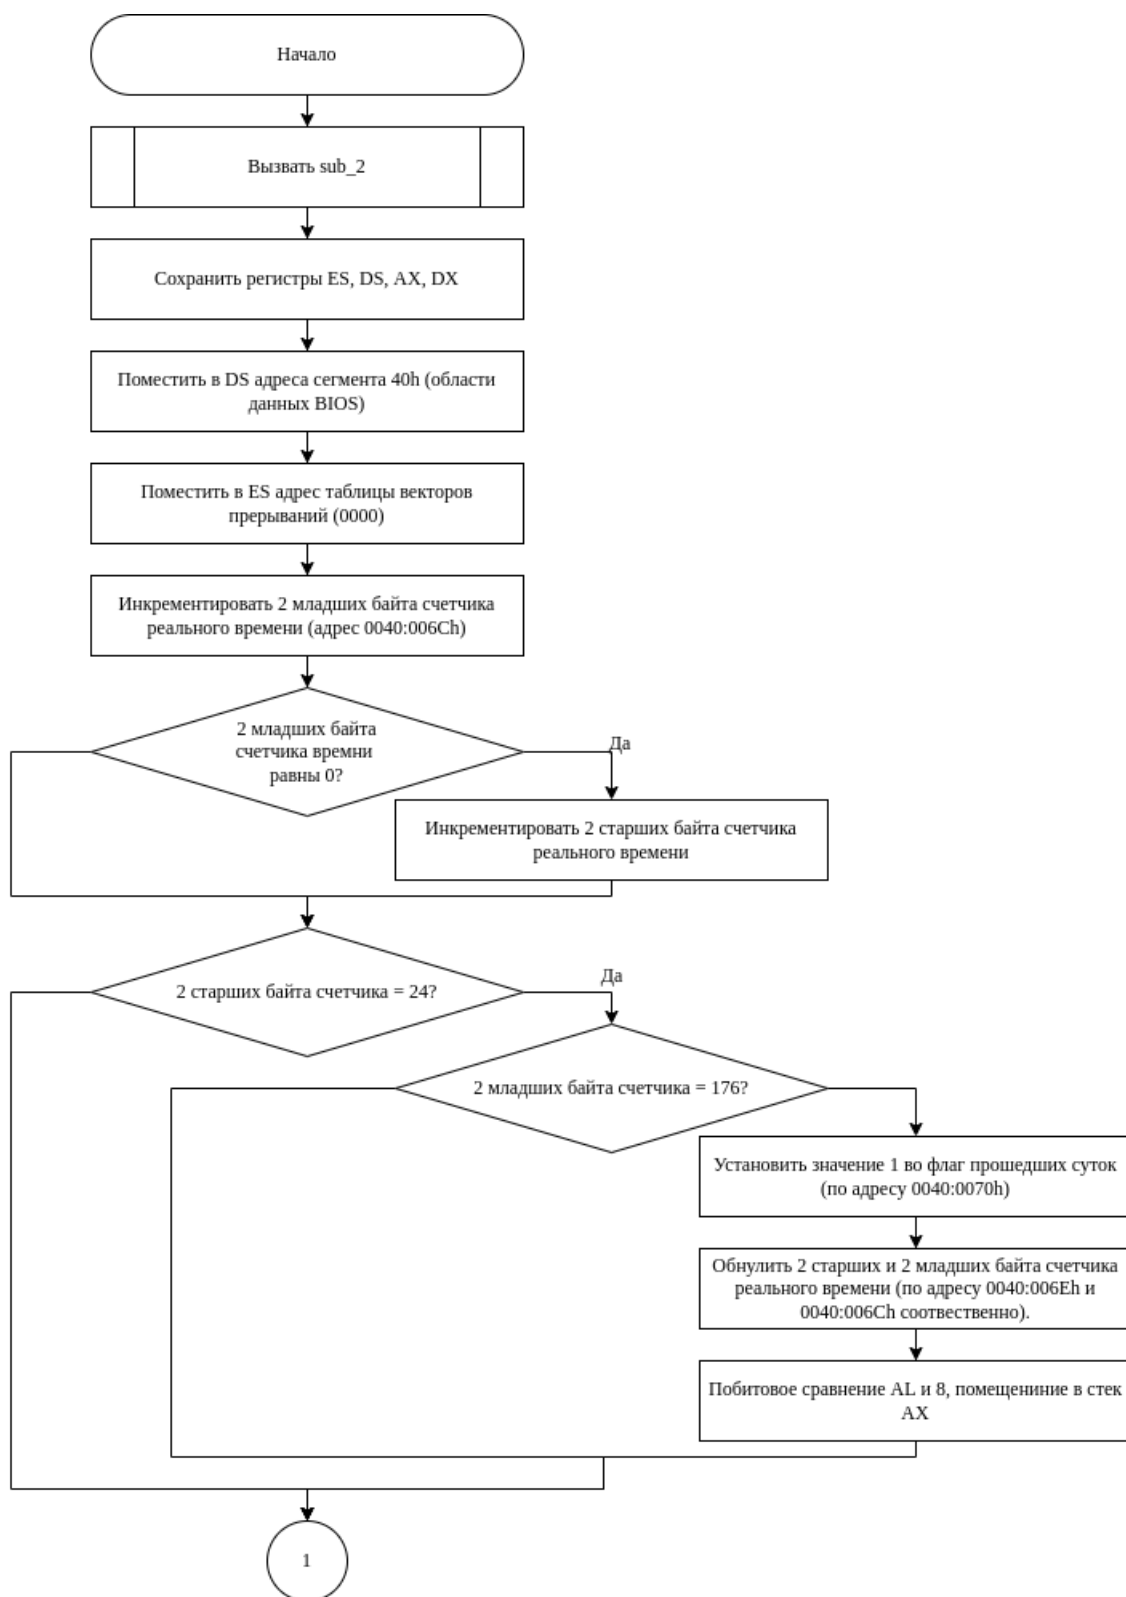 Начало
Вызвать sub_2
Сохранить регистры ES, DS, AX, DX
Поместить в DS адреса сегмента 40h (области
данных BIOS)
Поместить в ES адрес таблицы векторов
прерываний (0000)
Инкрементировать 2 младших байта счетчика
реального времени (адрес 0040:006Ch)
2 младших байта
счетчика времни
равны 0?
Да
Инкрементировать 2 старших байта счетчика
реального времени
2 старших байта счетчика = 24?
Да
2 младших байта счетчика = 176?
Установить значение 1 во флаг прошедших суток
(по адресу 0040:0070h)
Обнулить 2 старших и 2 младших байта счетчика
реального времени (по адресу 0040:006Eh и
0040:006Ch соотвественно).
Побитовое сравнение AL и 8, помещениние в стек
AX
1